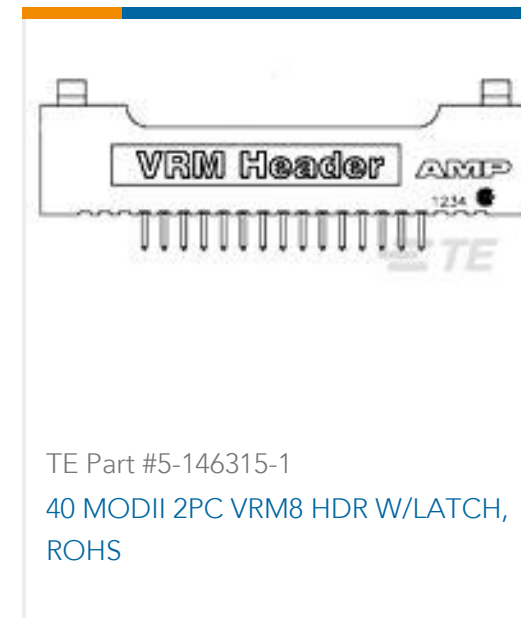 VRM Header
AMP
1234
TE
TE Part #5-146315-1
40 MODII 2PC VRM8 HDR W/LATCH,
ROHS